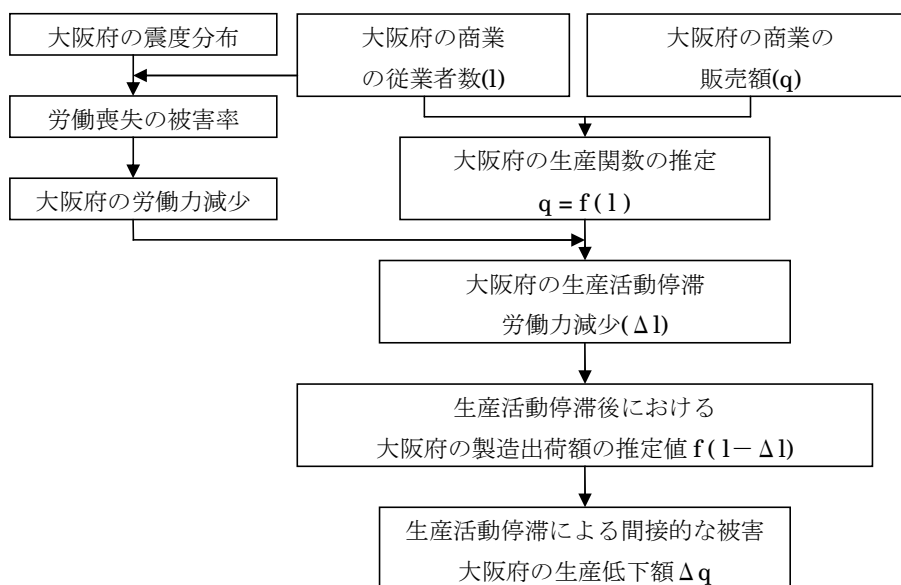 大阪府の震度分布
大阪府の商業
の従業者数(l)
大阪府の商業の
販売額(q)
労働喪失の被害率
大阪府の労働力減少
大阪府の生産関数の推定
q = f ( l )
大阪府の生産活動停滞
労働力減少(Δl)
生産活動停滞後における
大阪府の製造出荷額の推定値 f ( l－Δl)
生産活動停滞による間接的な被害
大阪府の生産低下額Δq